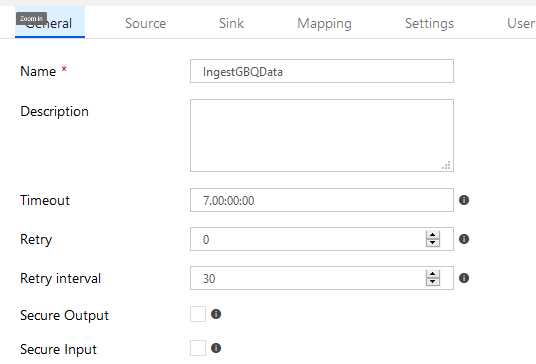 Zoom in
General Source Sink Mapping Settings User
Name * IngestGBQData
Description
Timeout 7.00:00:00
Retry 0
Retry interval 30
Secure Output
Secure Input